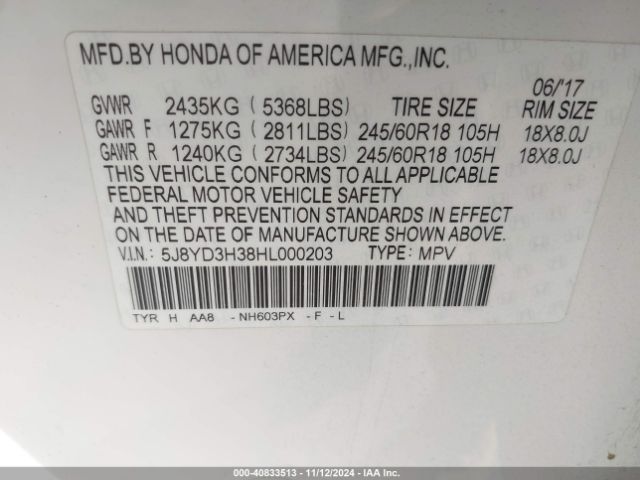 MFD.BY HONDA OF AMERICA MFG.,INC.
06/'17
GVWR 2435KG ( 5368LBS) TIRE SIZE RIM SIZE
GAWR F 1275KG ( 2811LBS) 245/60R18 105H 18X8.0J
GAWR R 1240KG ( 2734LBS) 245/60R18 105H 18X8.0J
THIS VEHICLE CONFORMS TO ALL APPLICABLE
FEDERAL MOTOR VEHICLE SAFETY
AND THEFT PREVENTION STANDARDS IN EFFECT
ON THE DATE OF MANUFACTURE SHOWN ABOVE.
V.I.N.: 5J8YD3H38HL000203 TYPE: MPV
TYR H AA8 - NH603PX - F - L
000-40833513 - 11/12/2024 - IAA Inc.